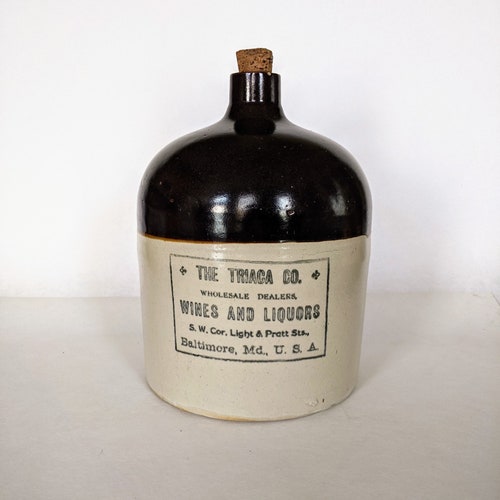 THE TRIACA CO.
WHOLESALE DEALERS,
WINES AND LIQUORS
S. W. Cor. Light & Pratt Sts.,
Baltimore, Md., U. S. A.